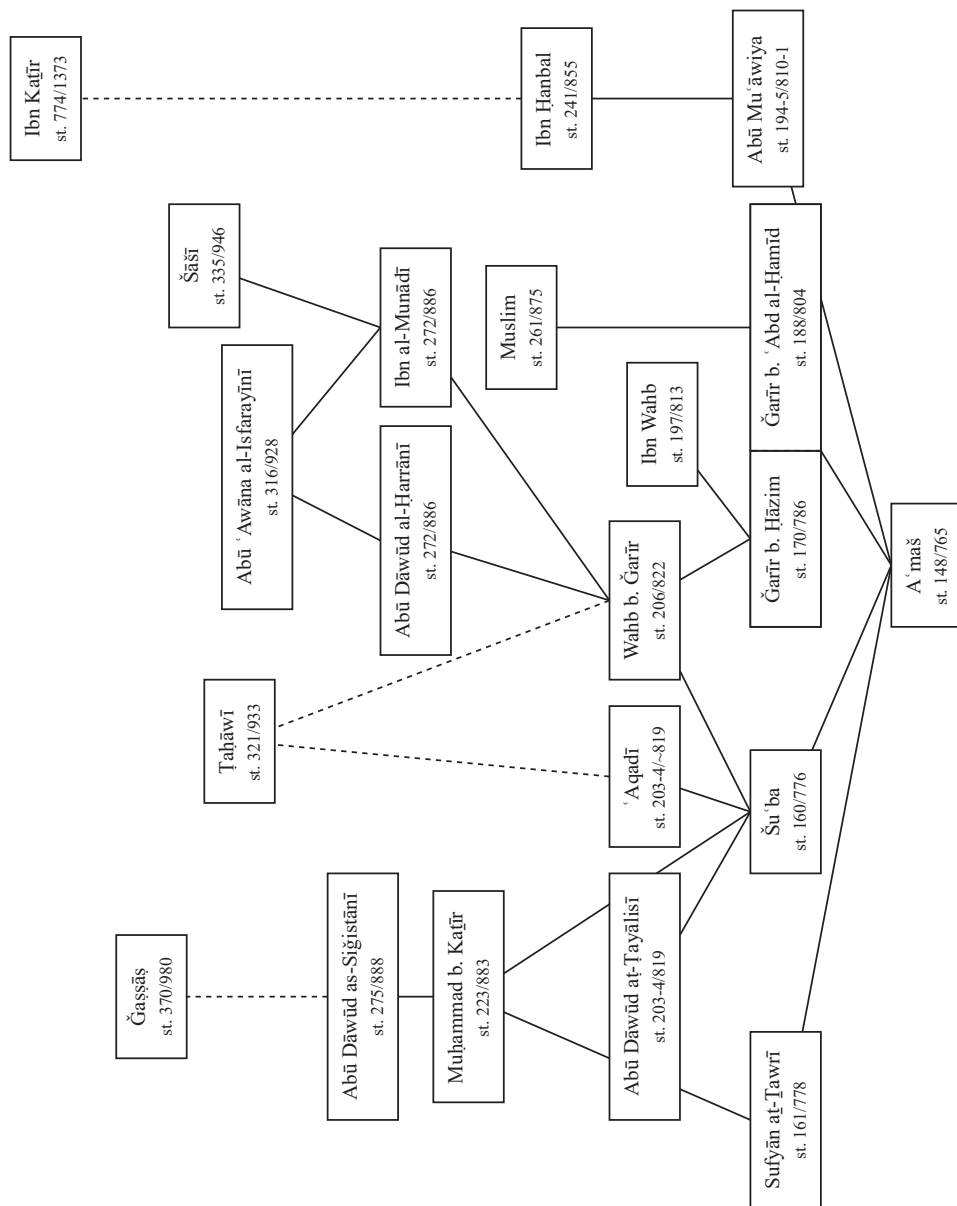 Ibn Kaṯīr
st. 774/1373
Ǧaṣṣāṣ
st. 370/980
Šāšī
st. 335/946
Ṭaḥāwī
st. 321/933
Abū ʿAwāna al-Isfarayīnī
st. 316/928
Abū Dāwūd as-Siǧistānī
st. 275/888
Abū Dāwūd al-Ḥarrānī
st. 272/886
Ibn al-Munādī
st. 272/886
Muḥammad b. Kaṯīr
st. 223/883
Muslim
st. 261/875
Ibn Ḥanbal
st. 241/855
Abū Dāwūd aṭ-Ṭayālisī
st. 203-4/819
ʿAqadī
st. 203-4/~819
Wahb b. Ǧarīr
st. 206/822
Ibn Wahb
st. 197/813
Abū Muʿāwiya
st. 194-5/810-1
Sufyān aṯ-Ṯawrī
st. 161/778
Šuʿba
st. 160/776
Ǧarīr b. Ḥāzim
st. 170/786
Ǧarīr b. ʿAbd al-Ḥamīd
st. 188/804
Aʿmaš
st. 148/765